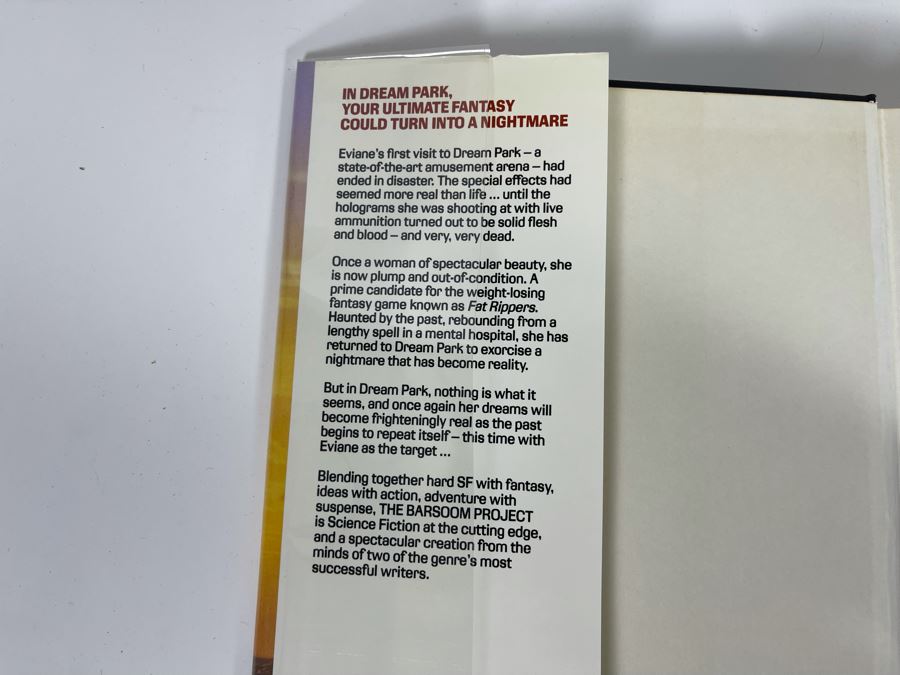 IN DREAM PARK,
YOUR ULTIMATE FANTASY
COULD TURN INTO A NIGHTMARE
Eviane's first visit to Dream Park – a
state-of-the-art amusement arena – had
ended in disaster. The special effects had
seemed more real than life ... until the
holograms she was shooting at with live
ammunition turned out to be solid flesh
and blood – and very, very dead.
Once a woman of spectacular beauty, she
is now plump and out-of-condition. A
prime candidate for the weight-losing
fantasy game known as Fat Rippers.
Haunted by the past, rebounding from a
lengthy spell in a mental hospital, she has
returned to Dream Park to exorcise a
nightmare that has become reality.
But in Dream Park, nothing is what it
seems, and once again her dreams will
become frighteningly real as the past
begins to repeat itself – this time with
Eviane as the target ...
Blending together hard SF with fantasy,
ideas with action, adventure with
suspense, THE BARSOOM PROJECT
is Science Fiction at the cutting edge,
and a spectacular creation from the
minds of two of the genre's most
successful writers.